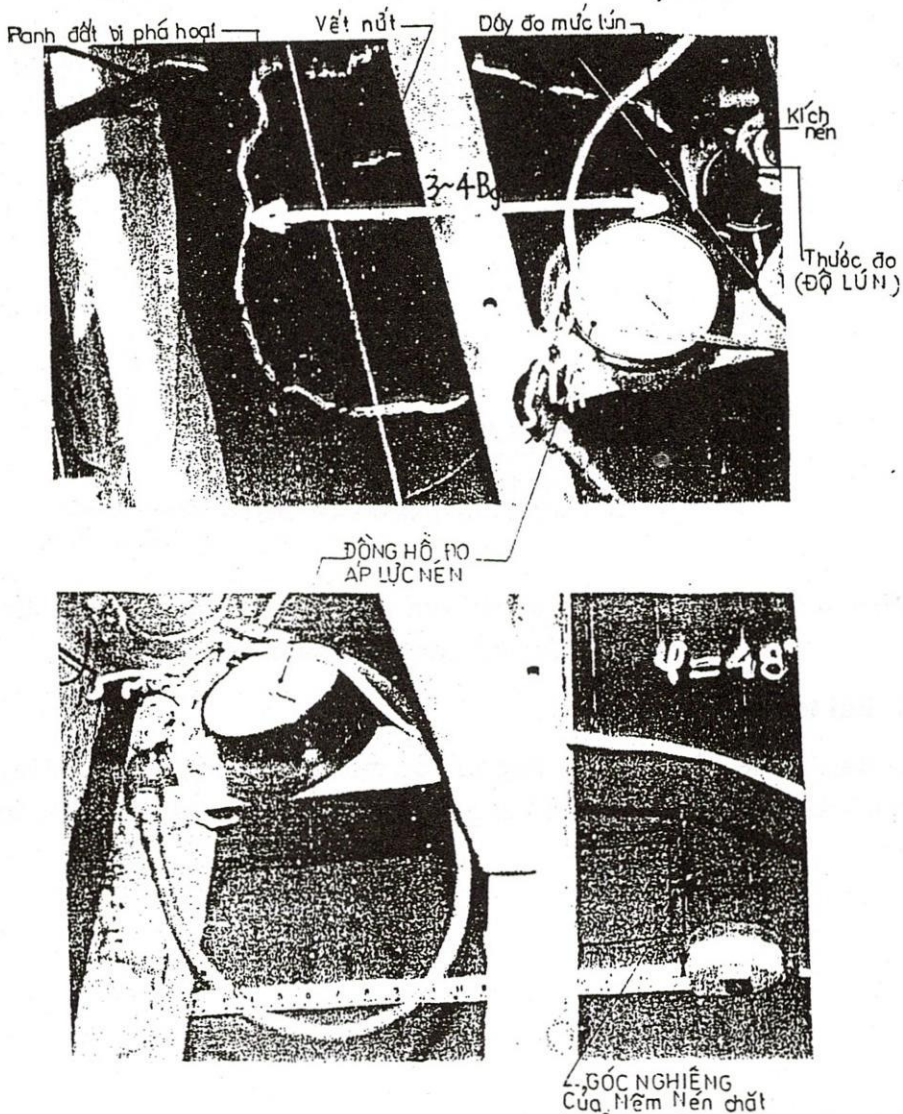 Ranh đất bị phá hoại
Vết nứt
Dây đo mức lún
Kích nén
3~4Bg
Thước đo
(ĐỘ LÚN)
ĐỒNG HỒ ĐO
ÁP LỰC NÉN
φ=48°
GÓC NGHIÊNG
Của Nêm Nén chặt